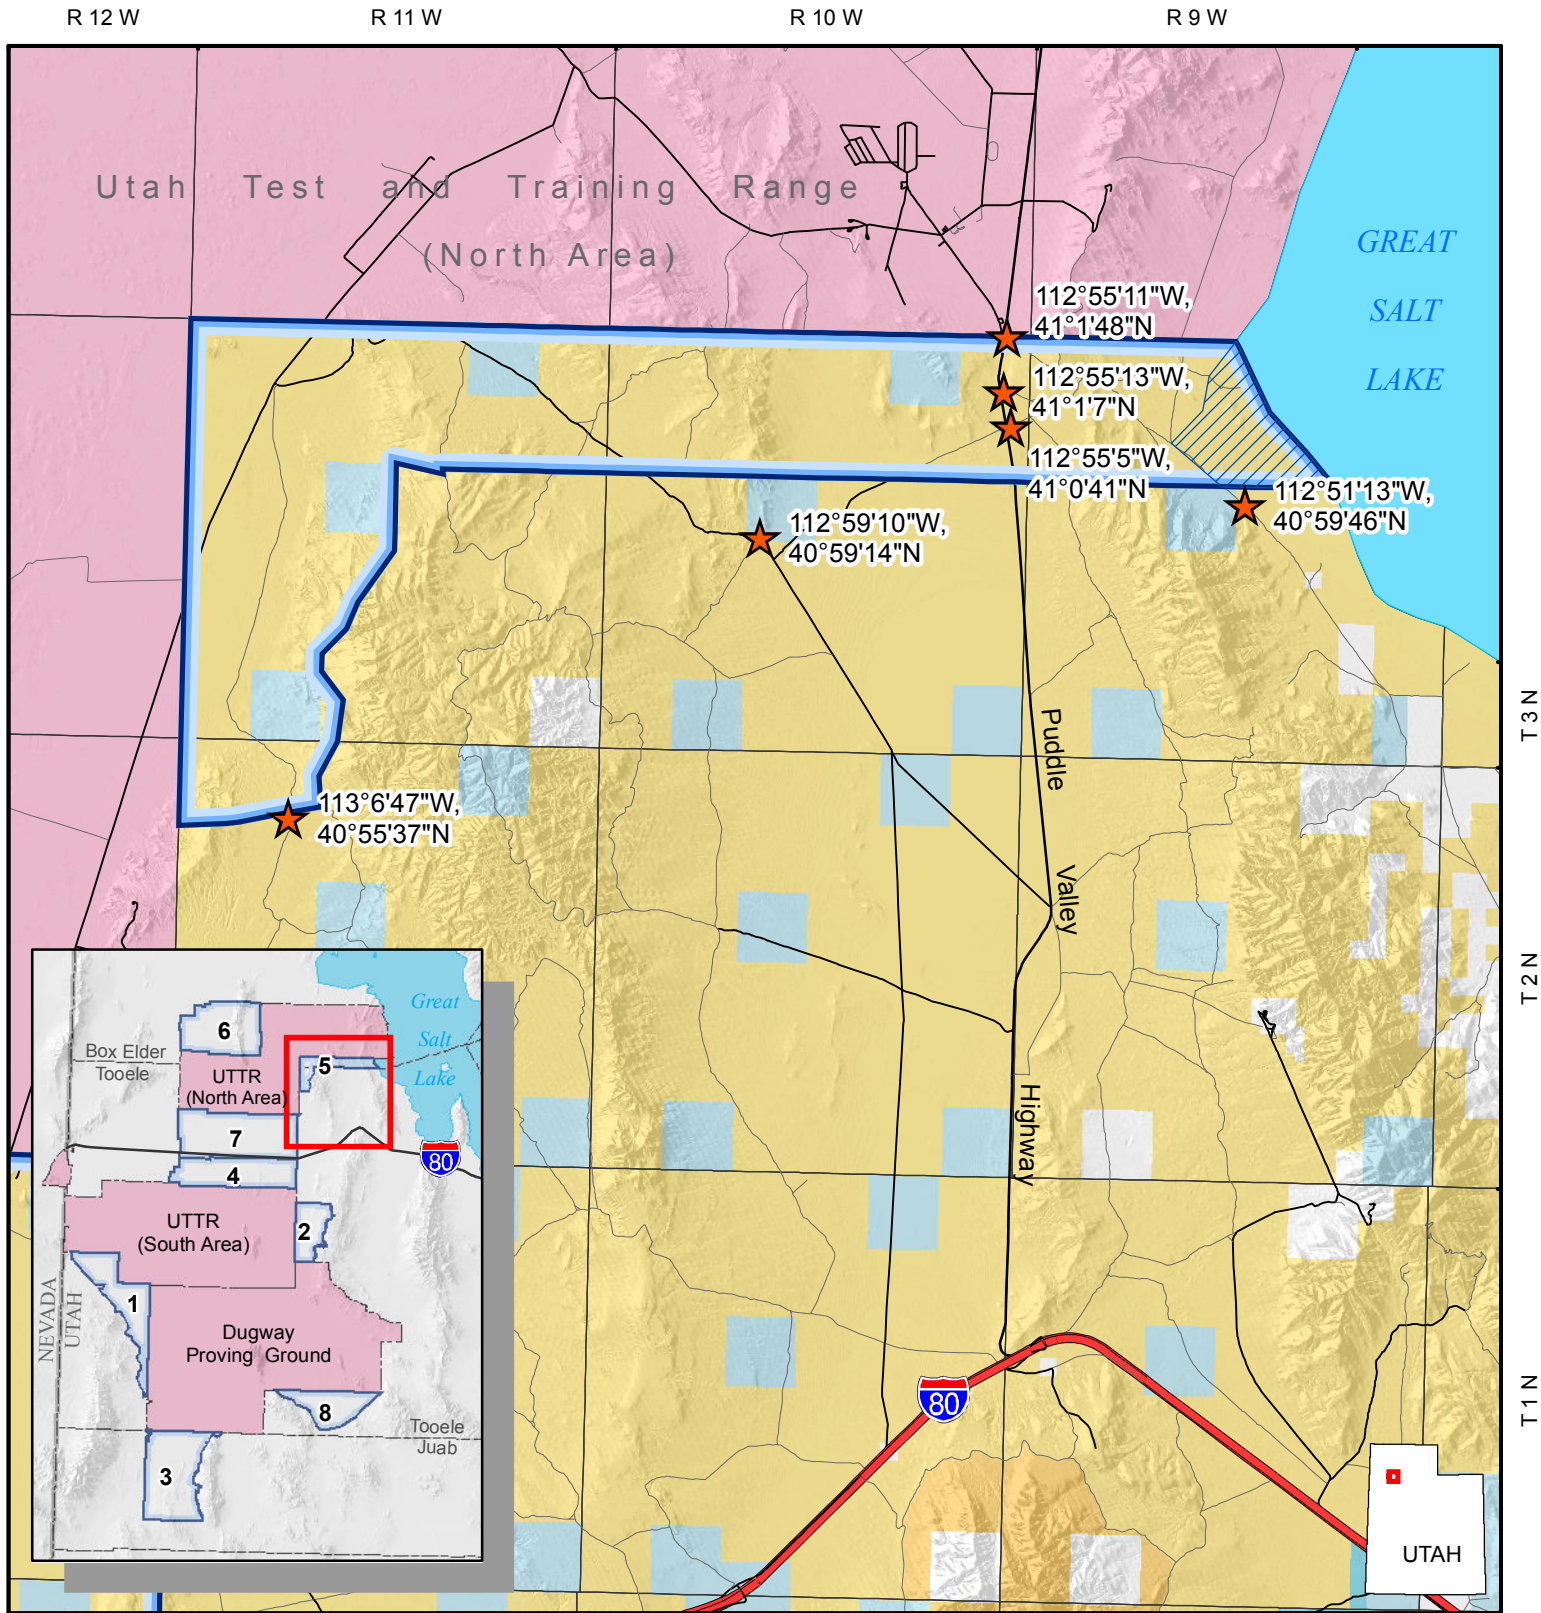 R 12 W
R 11 W
R 10 W
R 9 W
Utah Test and Training Range
(North Area)
GREAT
SALT
LAKE
112°55'11"W,
41°1'48"N
112°55'13"W,
41°1'7"N
112°55'5"W,
41°0'41"N
112°51'13"W,
40°59'46"N
112°59'10"W,
40°59'14"N
113°6'47"W,
40°55'37"N
Puddle
Valley
Highway
T 3 N
T 2 N
T 1 N
80
UTAH
Great
Salt
Lake
6
Box Elder
Tooele
5
UTTR
(North Area)
7
80
4
UTTR
(South Area)
2
NEVADA
UTAH
1
Dugway
Proving Ground
8
Tooele
Juab
3